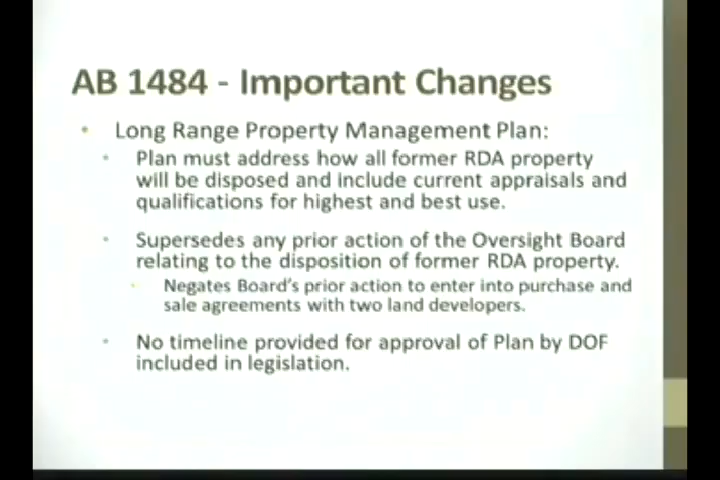 AB 1484 - Important Changes
• Long Range Property Management Plan:
• Plan must address how all former RDA property
will be disposed and include current appraisals and
qualifications for highest and best use.
• Supersedes any prior action of the Oversight Board
relating to the disposition of former RDA property.
• Negates Board's prior action to enter into purchase and
sale agreements with two land developers.
• No timeline provided for approval of Plan by DOF
included in legislation.